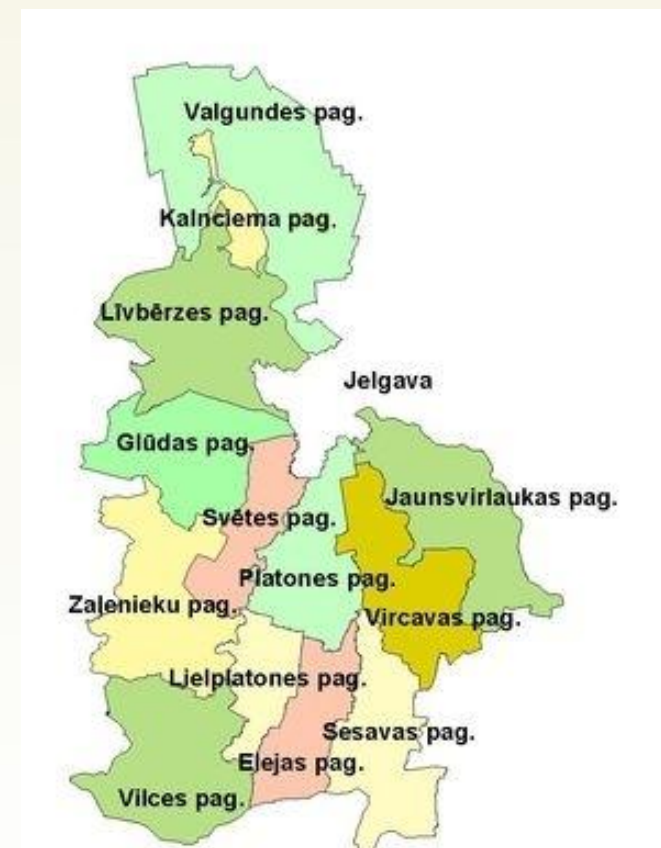 Valgundes pag.
Kalnciema pag.
Līvbērzes pag.
Jelgava
Glūdas pag.
Jaunsvirlaukas pag.
Svētes pag.
Platones pag.
Zaļenieku pag.
Vircavas pag.
Lielplatones pag.
Sesavas pag.
Elejas pag.
Vilces pag.